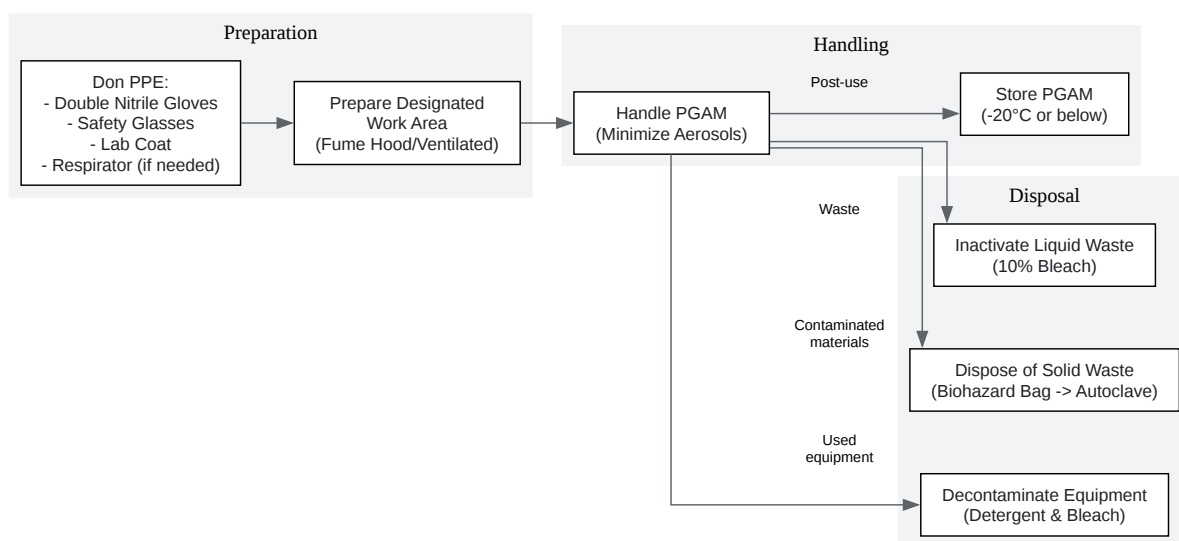 Preparation
Don PPE:
- Double Nitrile Gloves
- Safety Glasses
- Lab Coat
- Respirator (if needed)
Prepare Designated
Work Area
(Fume Hood/Ventilated)
Handling
Handle PGAM
(Minimize Aerosols)
Post-use
Store PGAM
(-20°C or below)
Disposal
Waste
Inactivate Liquid Waste
(10% Bleach)
Contaminated
materials
Dispose of Solid Waste
(Biohazard Bag -> Autoclave)
Used
equipment
Decontaminate Equipment
(Detergent & Bleach)